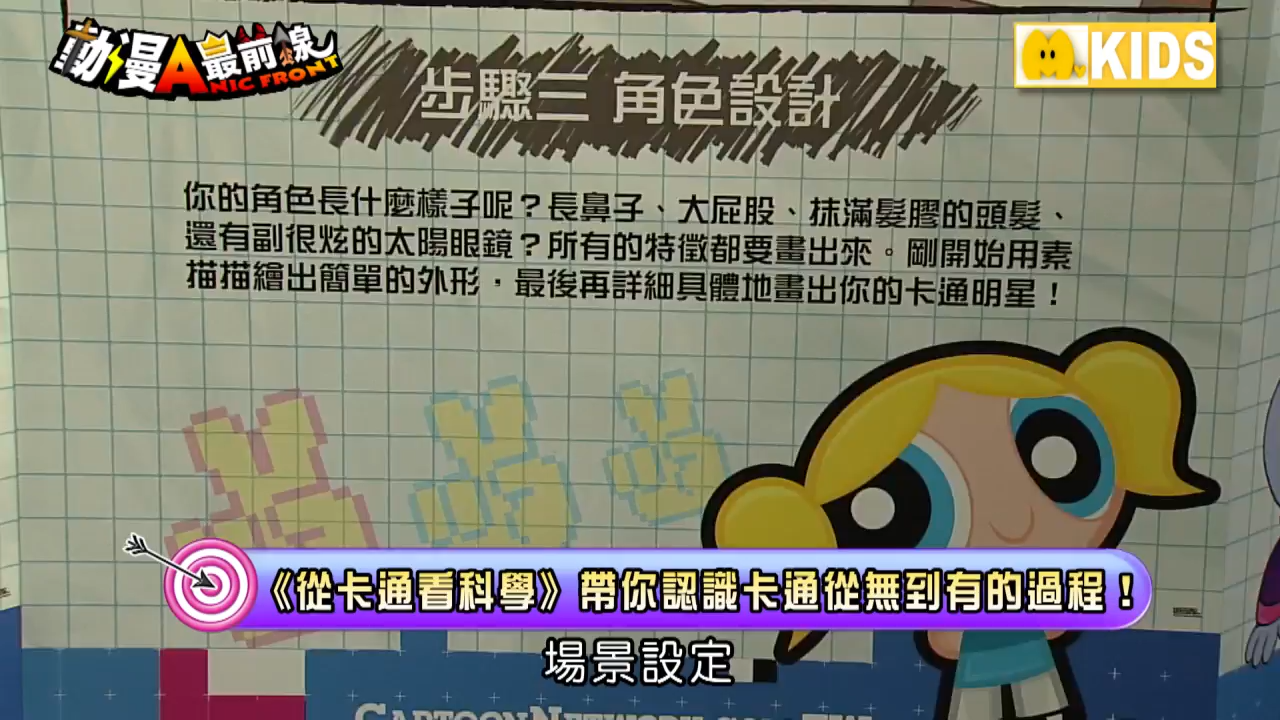 動漫A最前線
ANIC FRONT
M.KIDS
步驟三 角色設計
你的角色長什麼樣子呢？長鼻子、大屁股、抹滿髮膠的頭髮、
還有副很炫的太陽眼鏡？所有的特徵都要畫出來。剛開始用素
描描繪出簡單的外形，最後再詳細具體地畫出你的卡通明星！
《從卡通看科學》帶你認識卡通從無到有的過程！
場景設定